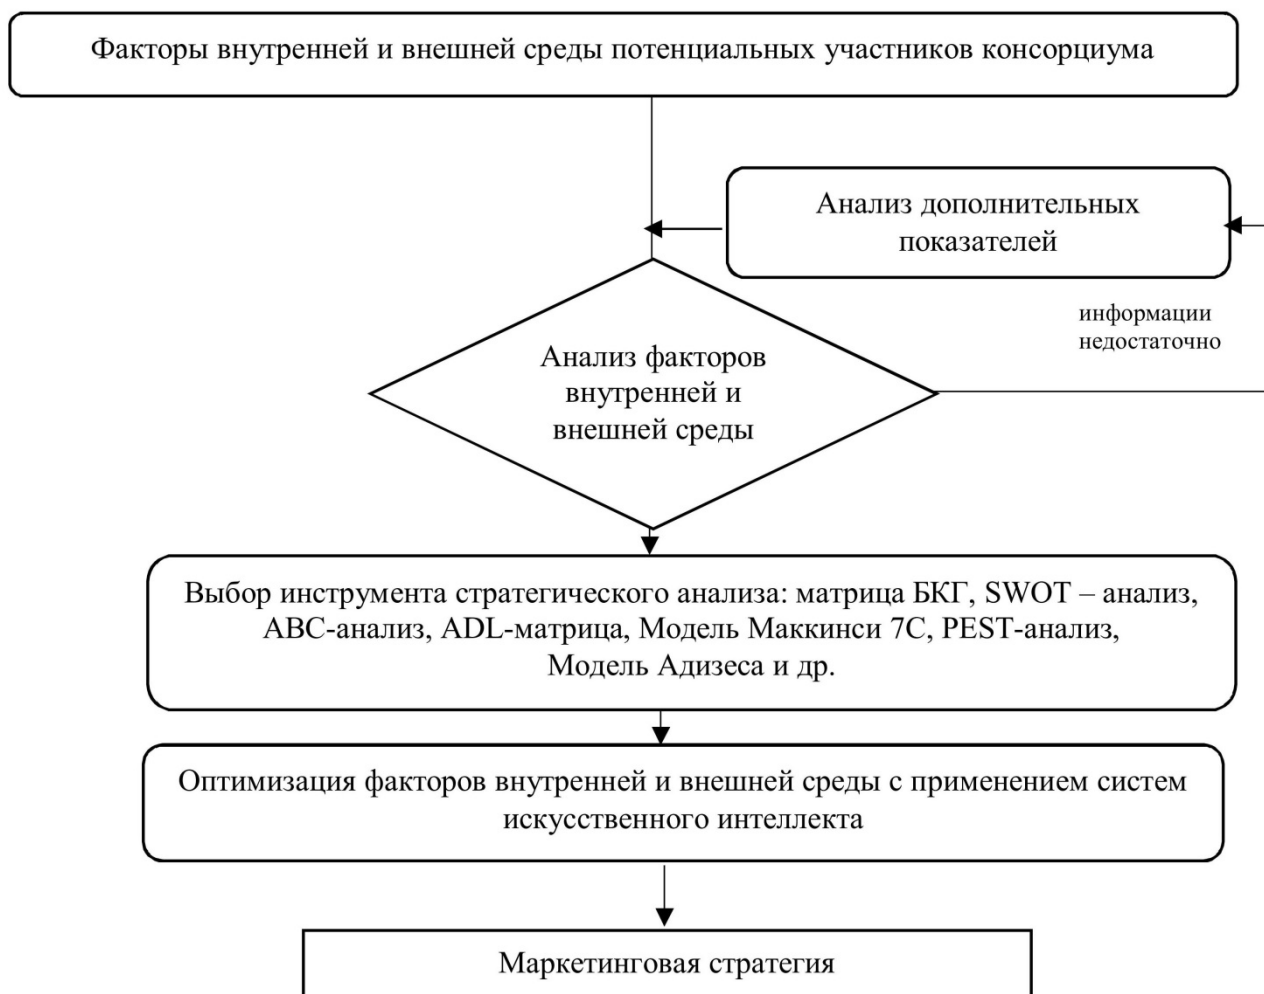 Факторы внутренней и внешней среды потенциальных участников консорциума
Анализ дополнительных
показателей
информации
недостаточно
Анализ факторов
внутренней и
внешней среды
Выбор инструмента стратегического анализа: матрица БКГ, SWOT – анализ,
АВС-анализ, ADL-матрица, Модель Маккинси 7С, PEST-анализ,
Модель Адизеса и др.
Оптимизация факторов внутренней и внешней среды с применением систем
искусственного интеллекта
Маркетинговая стратегия